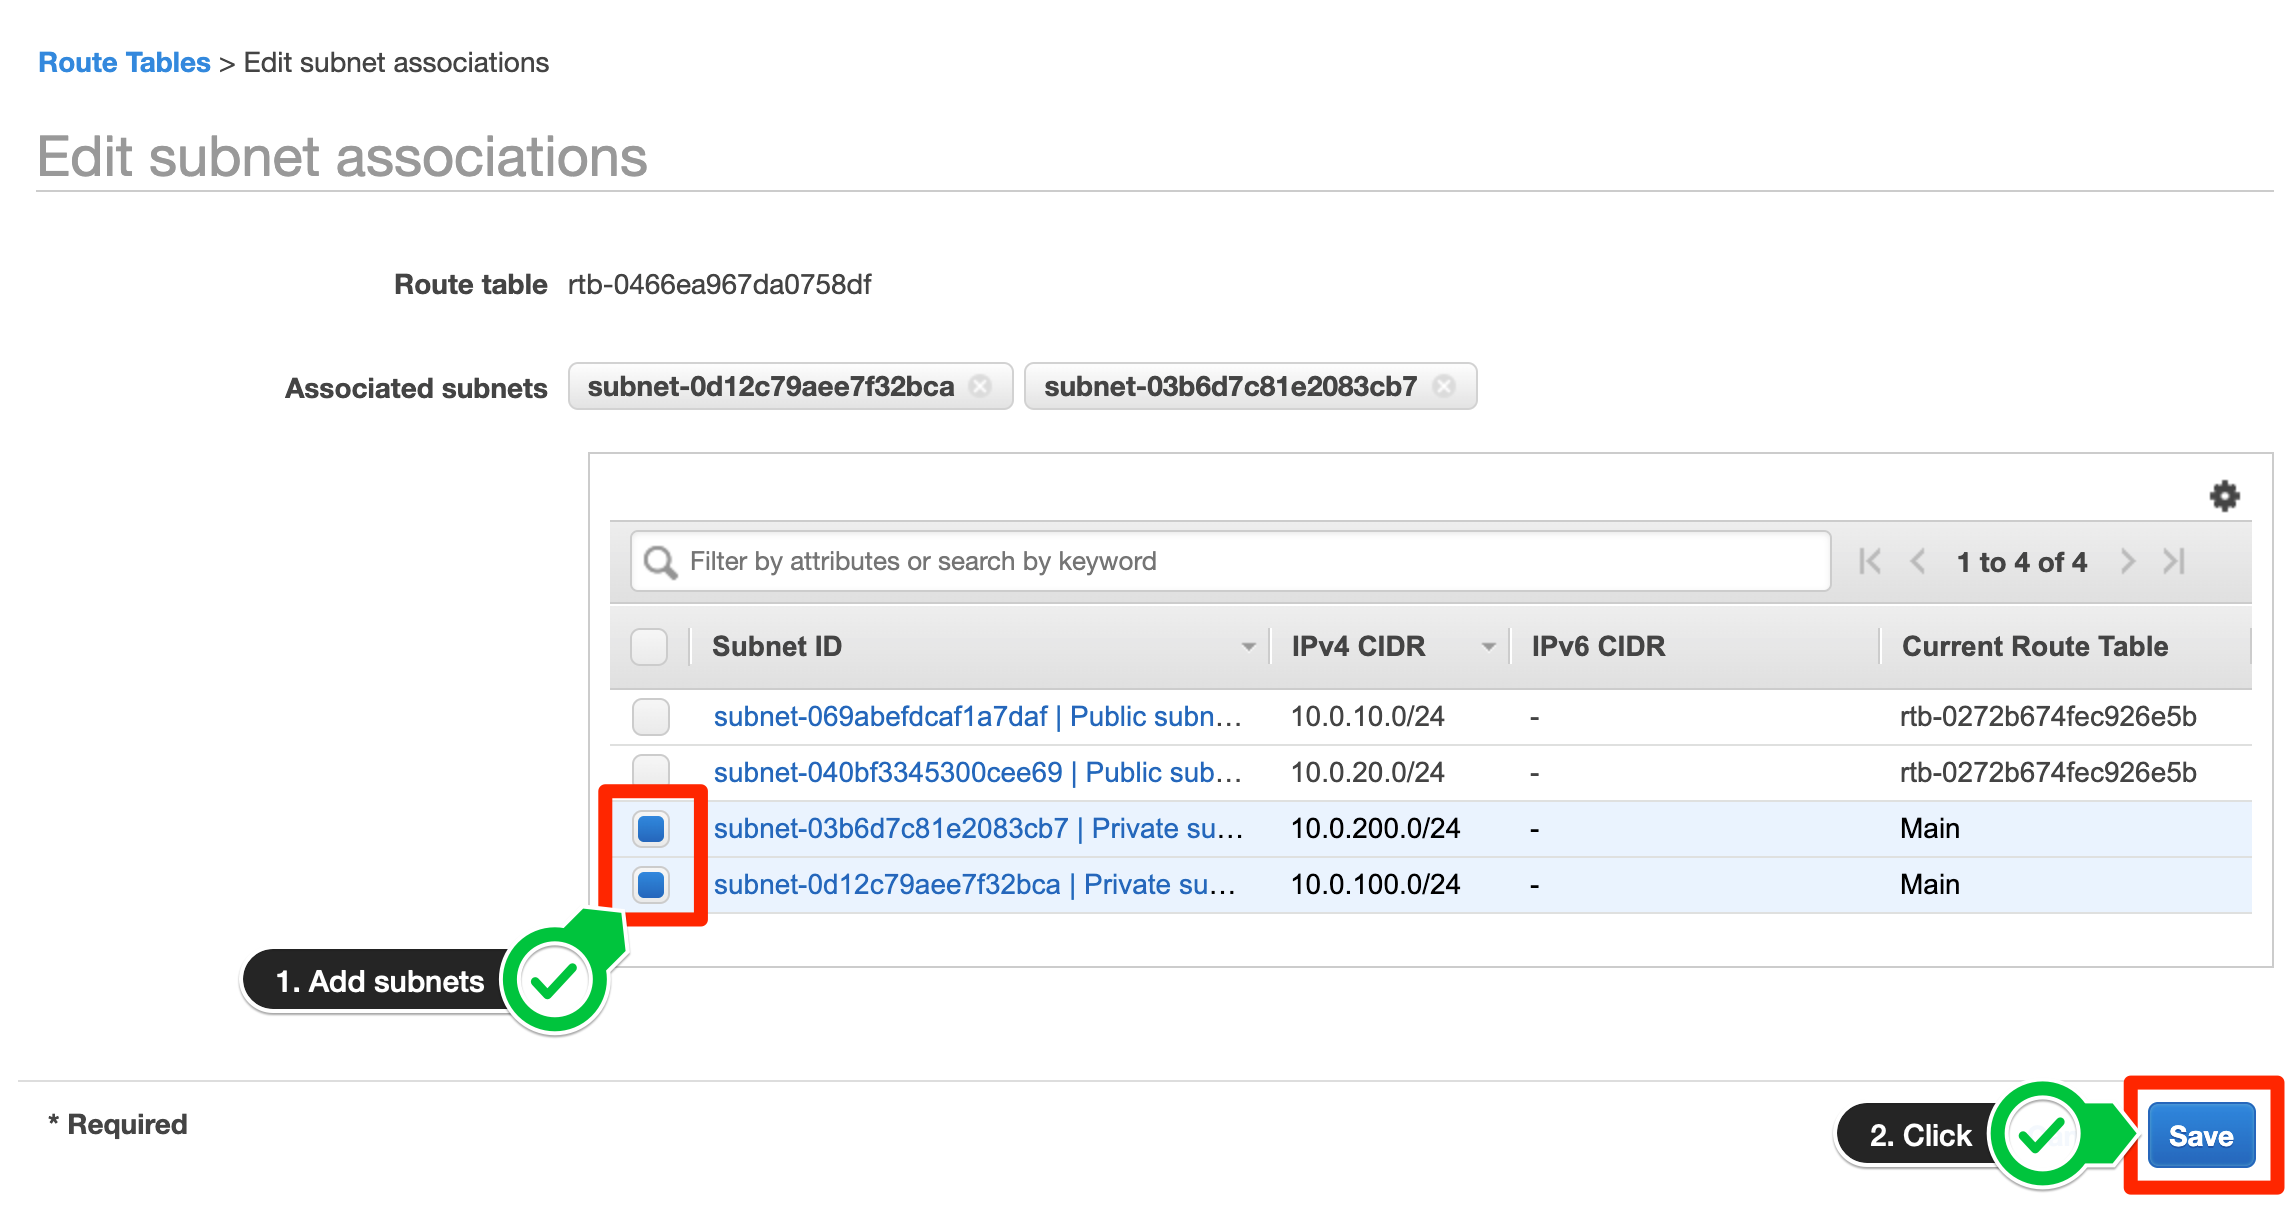 Route Tables > Edit subnet associations
Edit subnet associations
Route table rtb-0466ea967da0758df
Associated subnets subnet-0d12c79aee7f32bca subnet-03b6d7c81e2083cb7
Filter by attributes or search by keyword 1 to 4 of 4
Subnet ID IPv4 CIDR IPv6 CIDR Current Route Table
subnet-069abefdcaf1a7daf | Public subn... 10.0.10.0/24 - rtb-0272b674fec926e5b
subnet-040bf3345300cee69 | Public sub... 10.0.20.0/24 - rtb-0272b674fec926e5b
subnet-03b6d7c81e2083cb7 | Private su... 10.0.200.0/24 - Main
subnet-0d12c79aee7f32bca | Private su... 10.0.100.0/24 - Main
1. Add subnets
* Required
2. Click Save